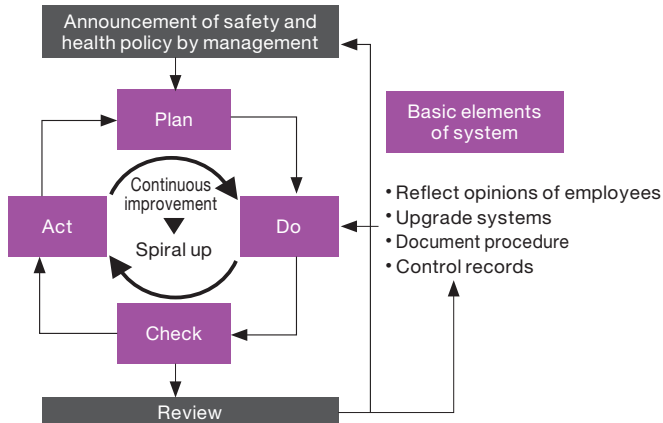 Announcement of safety and
health policy by management
Plan
Basic elements
of system
Continuous
improvement
Spiral up
Act
Do
• Reflect opinions of employees
• Upgrade systems
• Document procedure
• Control records
Check
Review